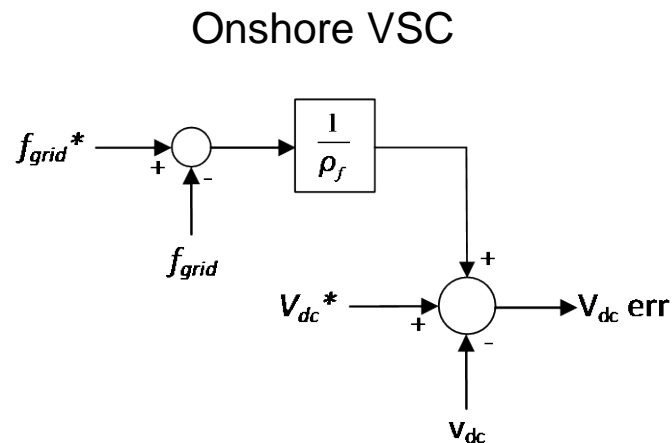 Onshore VSC
f_grid*
+
-
1
ρ_f
f_grid
+
V_dc*
+
V_dc err
-
v_dc